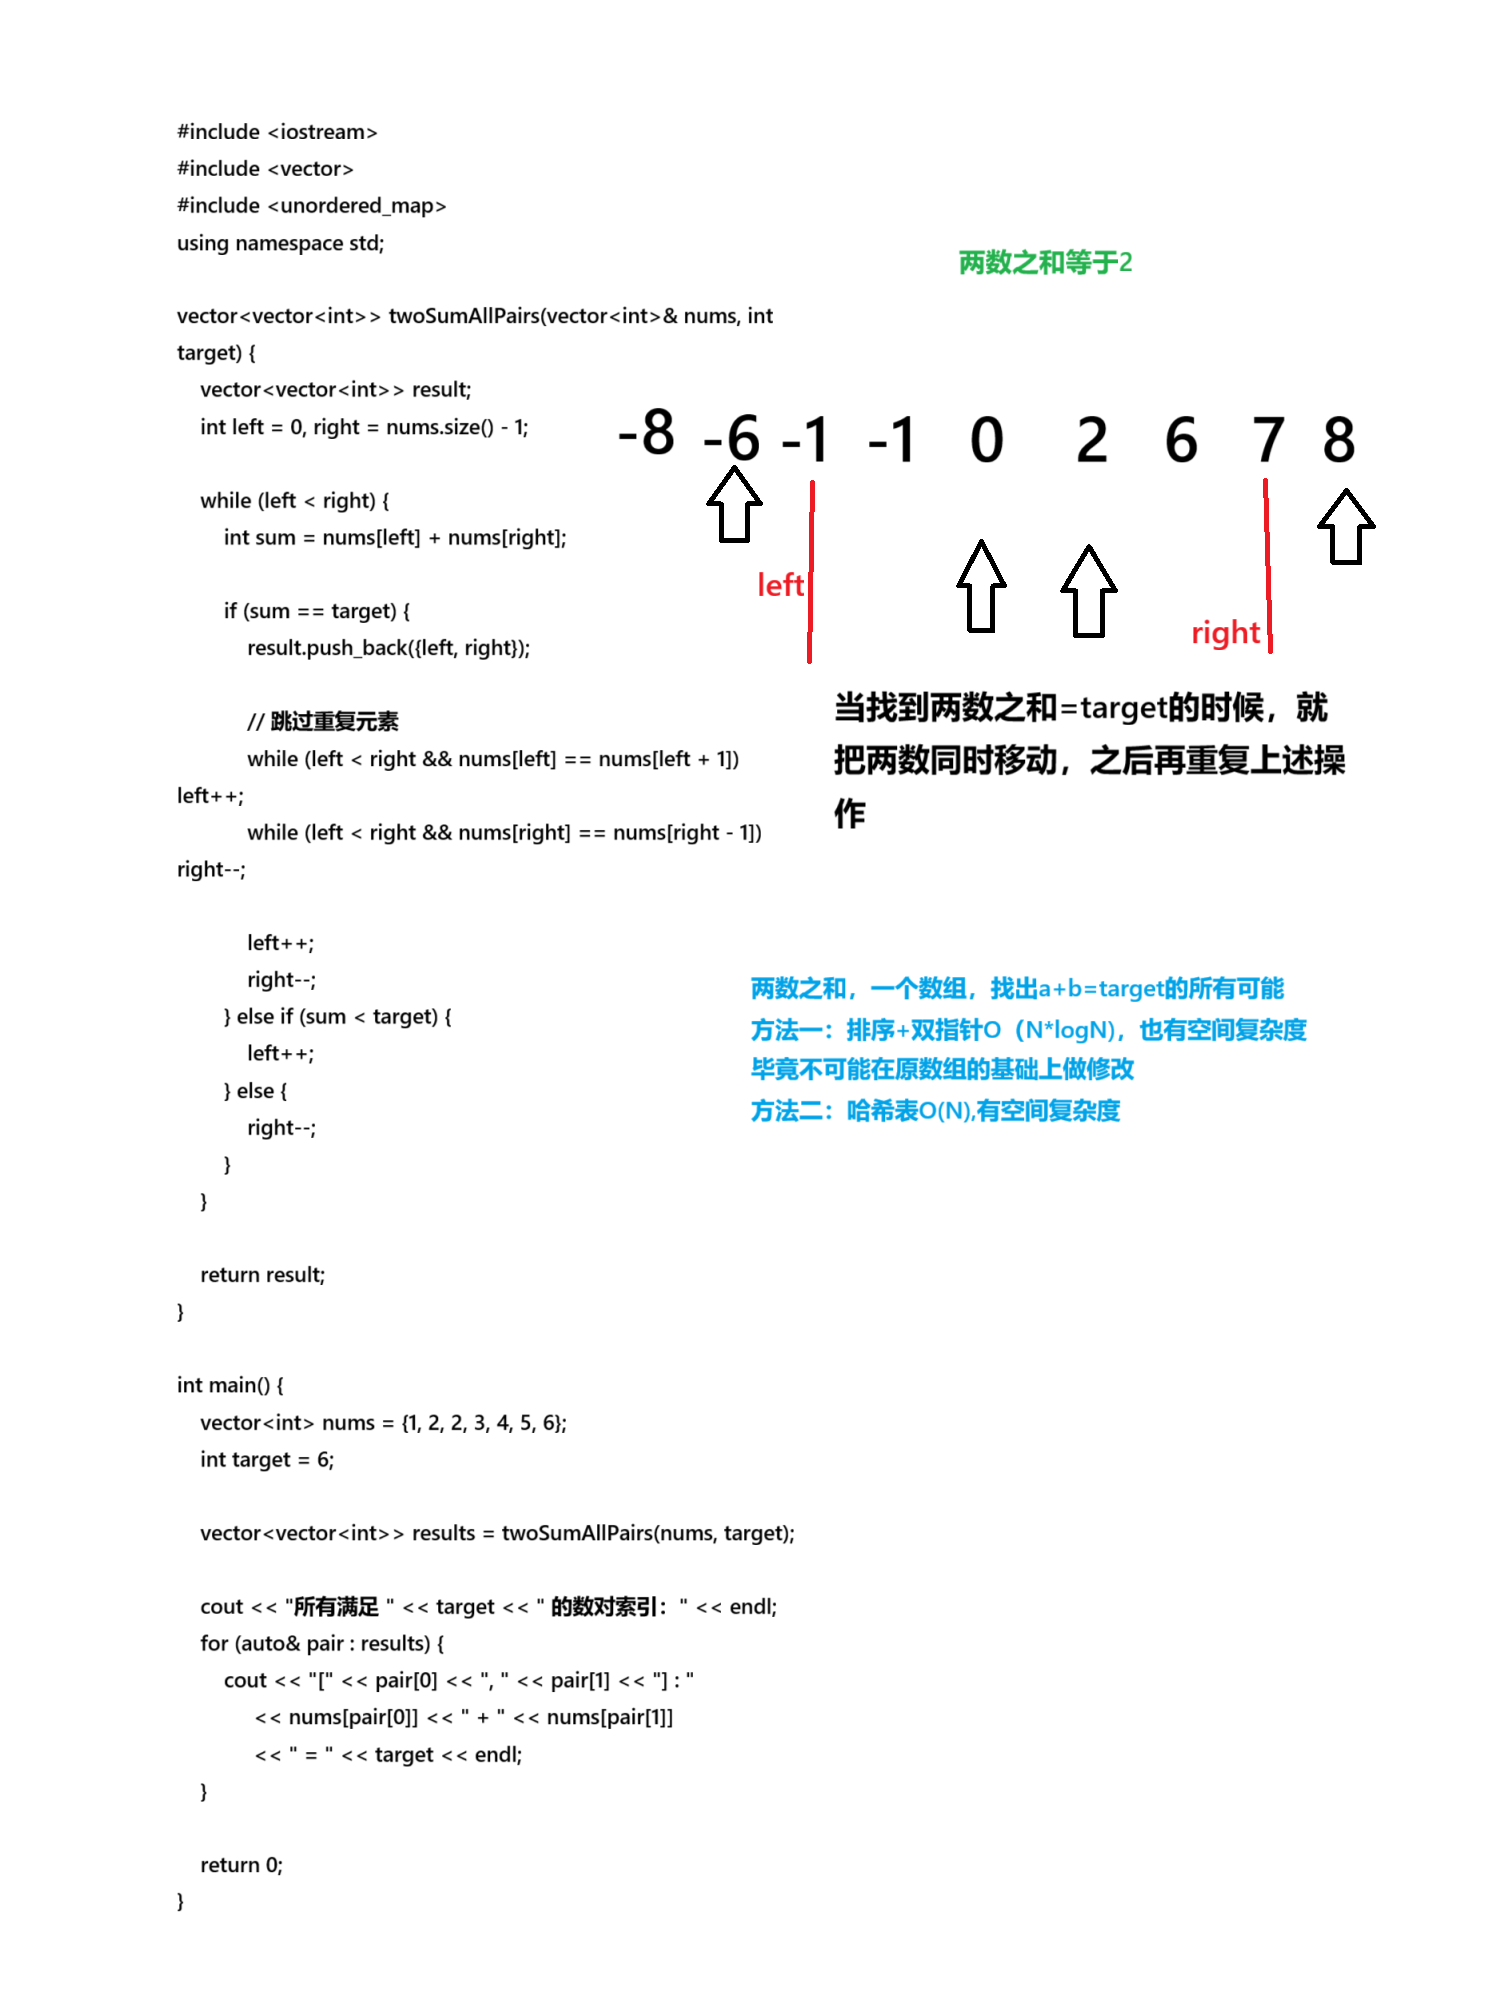 #include <iostream>
#include <vector>
#include <unordered_map>
using namespace std;
两数之和等于2
vector<vector<int>> twoSumAllPairs(vector<int>& nums, int
target) {
vector<vector<int>> result;
int left = 0, right = nums.size() - 1;
-8 -6 -1 -1 0 2 6 7 8
while (left < right) {
int sum = nums[left] + nums[right];
left
right
if (sum == target) {
result.push_back({left, right});
// 跳过重复元素
while (left < right && nums[left] == nums[left + 1])
left++;
while (left < right && nums[right] == nums[right - 1])
right--;
当找到两数之和=target的时候，就
把两数同时移动，之后再重复上述操
作
left++;
right--;
} else if (sum < target) {
left++;
} else {
right--;
}
}
两数之和，一个数组，找出a+b=target的所有可能
方法一：排序+双指针O（N*logN)，也有空间复杂度
毕竟不可能在原数组的基础上做修改
方法二：哈希表O(N),有空间复杂度
return result;
}
int main() {
vector<int> nums = {1, 2, 2, 3, 4, 5, 6};
int target = 6;
vector<vector<int>> results = twoSumAllPairs(nums, target);
cout << "所有满足 " << target << " 的数对索引：" << endl;
for (auto& pair : results) {
cout << "[" << pair[0] << ", " << pair[1] << "] : "
<< nums[pair[0]] << " + " << nums[pair[1]]
<< " = " << target << endl;
}
return 0;
}